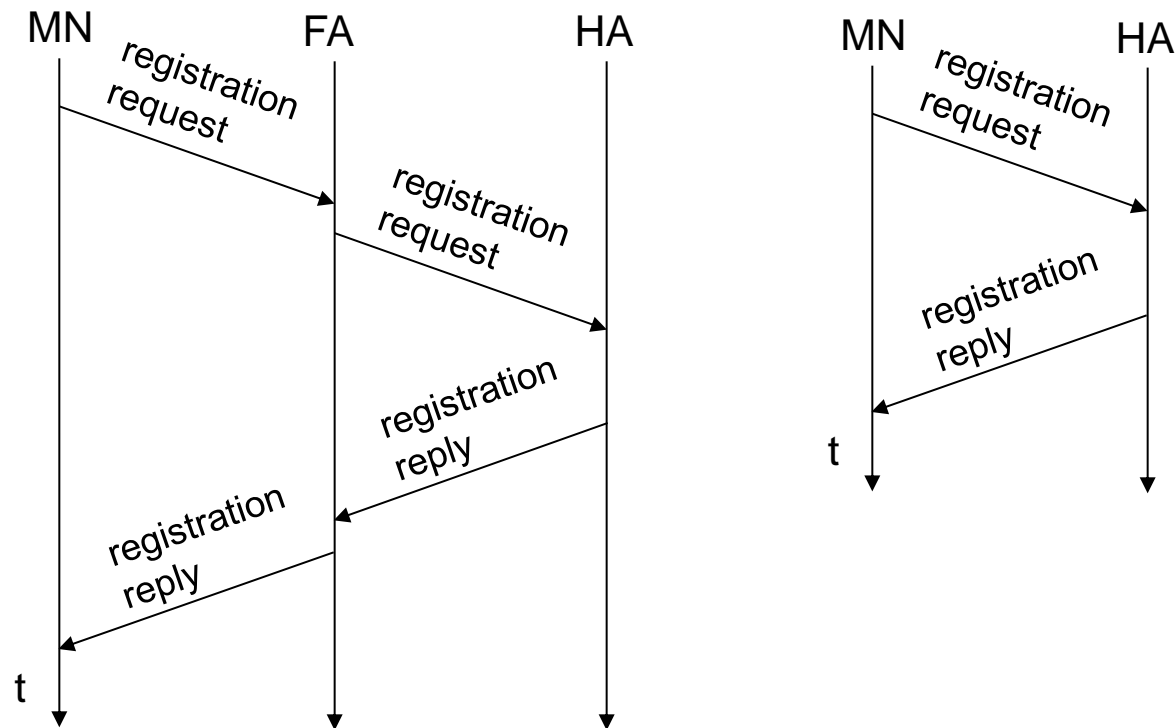 MN FA HA
registration
request
registration
request
registration
reply
registration
reply
t
MN HA
registration
request
registration
reply
t